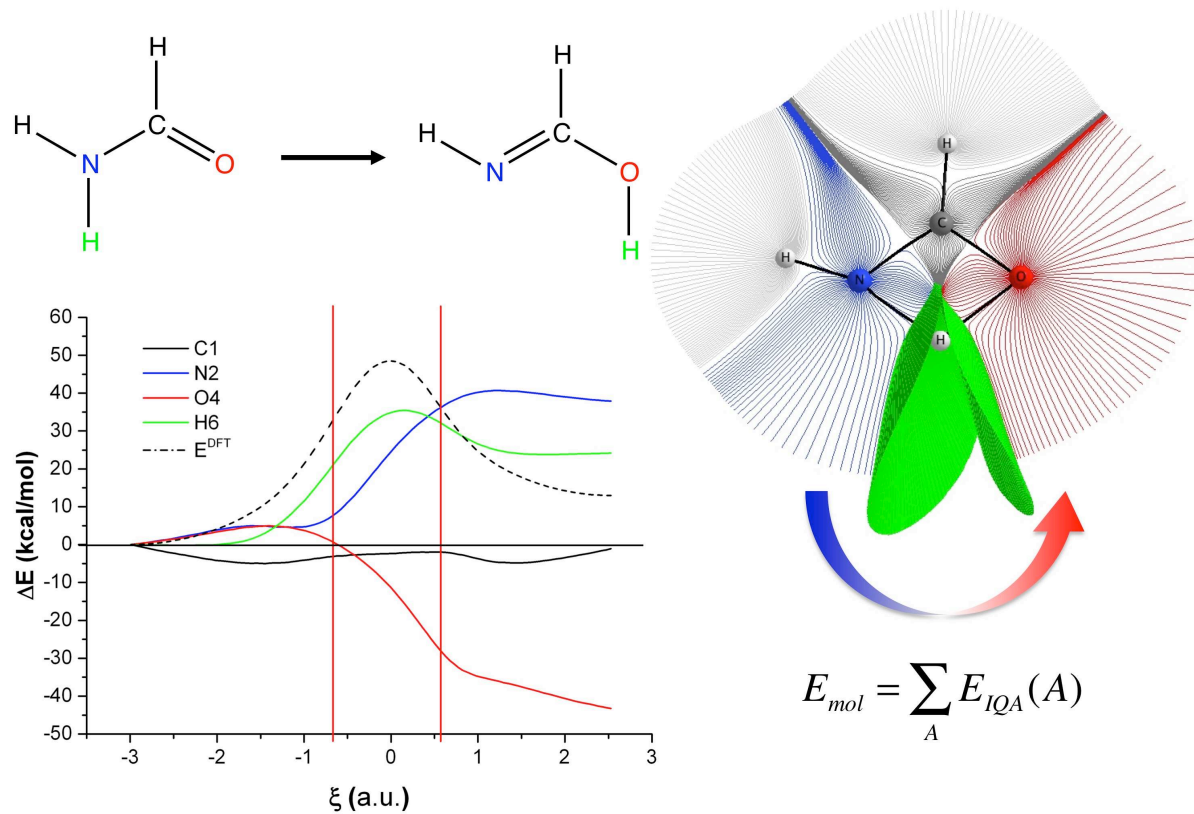 H
H
C
N
O
H
H
H
C
N
O
H
H
C
H
N
O
H
60
50
40
30
20
10
0
-10
-20
-30
-40
-50
ΔE (kcal/mol)
C1
N2
O4
H6
E^DFT
-3
-2
-1
0
1
2
3
ξ (a.u.)
E_mol = ∑_A E_IQA(A)